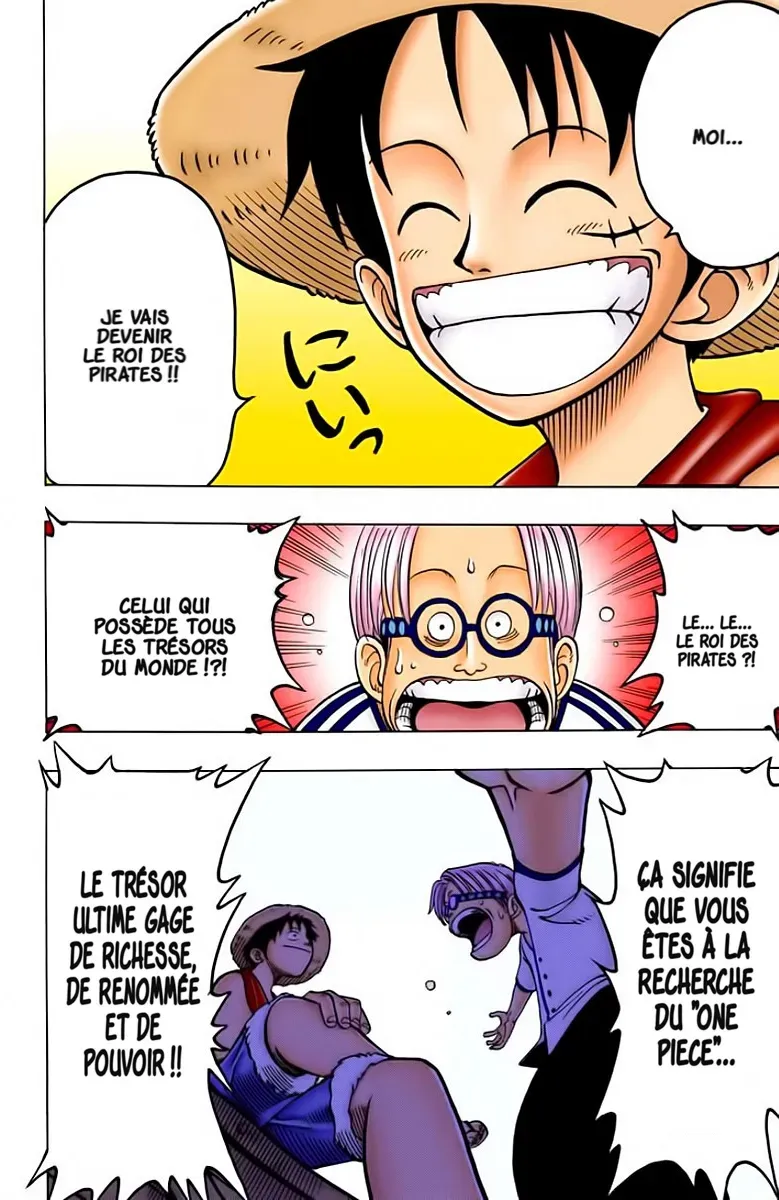 MOI...
JE VAIS
DEVENIR
LE ROI DES
PIRATES !!
にいっ
LE... LE...
LE ROI DES
PIRATES ?!
CELUI QUI
POSSÈDE TOUS
LES TRÉSORS
DU MONDE !?!
ÇA SIGNIFIE
QUE VOUS
ÊTES À LA
RECHERCHE
DU "ONE
PIECE"...
LE TRÉSOR
ULTIME GAGE
DE RICHESSE,
DE RENOMMÉE
ET DE
POUVOIR !!